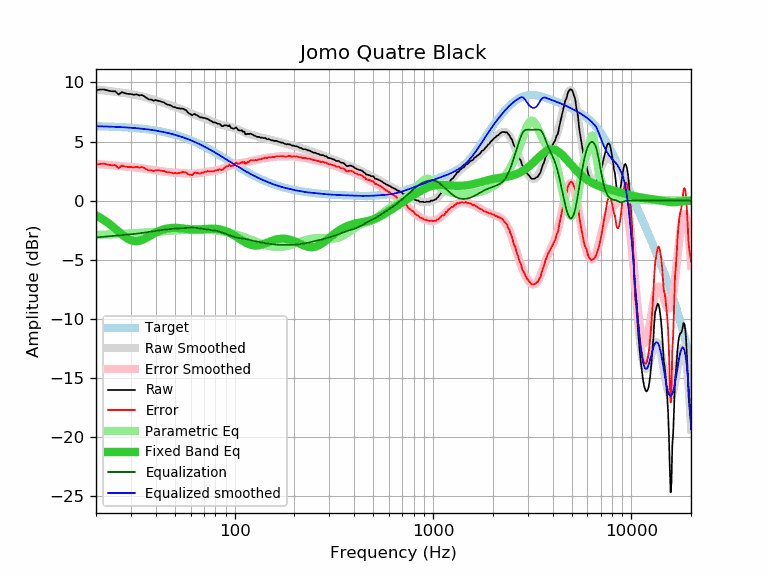 Jomo Quatre Black
10
5
0
−5
−10
−15
−20
−25
Amplitude (dBr)
Target
Raw Smoothed
Error Smoothed
Raw
Error
Parametric Eq
Fixed Band Eq
Equalization
Equalized smoothed
100
1000
10000
Frequency (Hz)